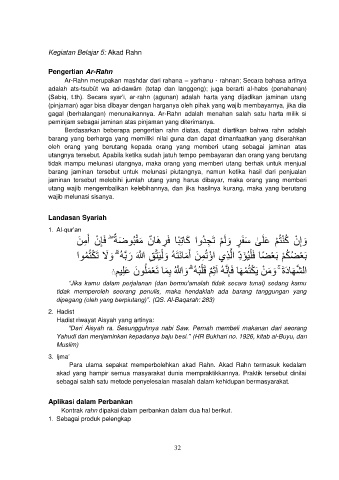 Kegiatan Belajar 5: Akad Rahn
Pengertian Ar-Rahn
Ar-Rahn merupakan mashdar dari rahana – yarhanu - rahnan; Secara bahasa artinya
adalah ats-tsubüt wa ad-dawām (tetap dan langgeng); juga berarti al-habs (penahanan)
(Sabiq, t.th). Secara syar'i, ar-rahn (agunan) adalah harta yang dijadikan jaminan utang
(pinjaman) agar bisa dibayar dengan harganya oleh pihak yang wajib membayarnya, jika dia
gagal (berhalangan) menunaikannya. Ar-Rahn adalah menahan salah satu harta milik si
peminjam sebagai jaminan atas pinjaman yang diterimanya.
Berdasarkan beberapa pengertian rahn diatas, dapat diartikan bahwa rahn adalah
barang yang berharga yang memiliki nilai guna dan dapat dimanfaatkan yang diserahkan
oleh orang yang berutang kepada orang yang memberi utang sebagai jaminan atas
utangnya tersebut. Apabila ketika sudah jatuh tempo pembayaran dan orang yang berutang
tidak mampu melunasi utangnya, maka orang yang memberi utang berhak untuk menjual
barang jaminan tersebut untuk melunasi piutangnya, namun ketika hasil dari penjualan
jaminan tersebut melebihi jumlah utang yang harus dibayar, maka orang yang memberi
utang wajib mengembalikan kelebihannya, dan jika hasilnya kurang, maka yang berutang
wajib melunasi sisanya.
Landasan Syariah
1. Al-qur'an
وَإِنْ كُنْتُمْ عَلَىٰ سَفَرٍ وَلَمْ تَجِدُوا كَاتِبًا فَرِهَانٌ مَقْبُوضَةٌ ۖ فَإِنْ أَمِنَ
بَعْضُكُمْ بَعْضًا فَلْيُؤَدِّ الَّذِي اؤْتُمِنَ أَمَانَتَهُ وَلْيَتَّقِ اللَّهَ رَبَّهُ ۗ وَلَا تَكْتُمُوا
الشَّهَادَةَ ۚ وَمَنْ يَكْتُمْهَا فَإِنَّهُ آثِمٌ قَلْبُهُ ۗ وَاللَّهُ بِمَا تَعْمَلُونَ عَلِيمٌ
"Jika kamu dalam perjalanan (dan bermu'amalah tidak secara tunai) sedang kamu
tidak memperoleh seorang penulis, maka hendaklah ada barang tanggungan yang
dipegang (oleh yang berpiutang)". (QS. Al-Baqarah: 283)
2. Hadist
Hadist riwayat Aisyah yang artinya:
"Dari Aisyah ra. Sesungguhnya nabi Saw. Pernah membeli makanan dari seorang
Yahudi dan menjaminkan kepadanya baju besi." (HR Bukhari no. 1926, kitab al-Buyu, dan
Muslim)
3. Ijma'
Para ulama sepakat memperbolehkan akad Rahn. Akad Rahn termasuk kedalam
akad yang hampir semua masyarakat dunia mempraktikkannya. Praktik tersebut dinilai
sebagai salah satu metode penyelesaian masalah dalam kehidupan bermasyarakat.
Aplikasi dalam Perbankan
Kontrak rahn dipakai dalam perbankan dalam dua hal berikut.
1. Sebagai produk pelengkap
32